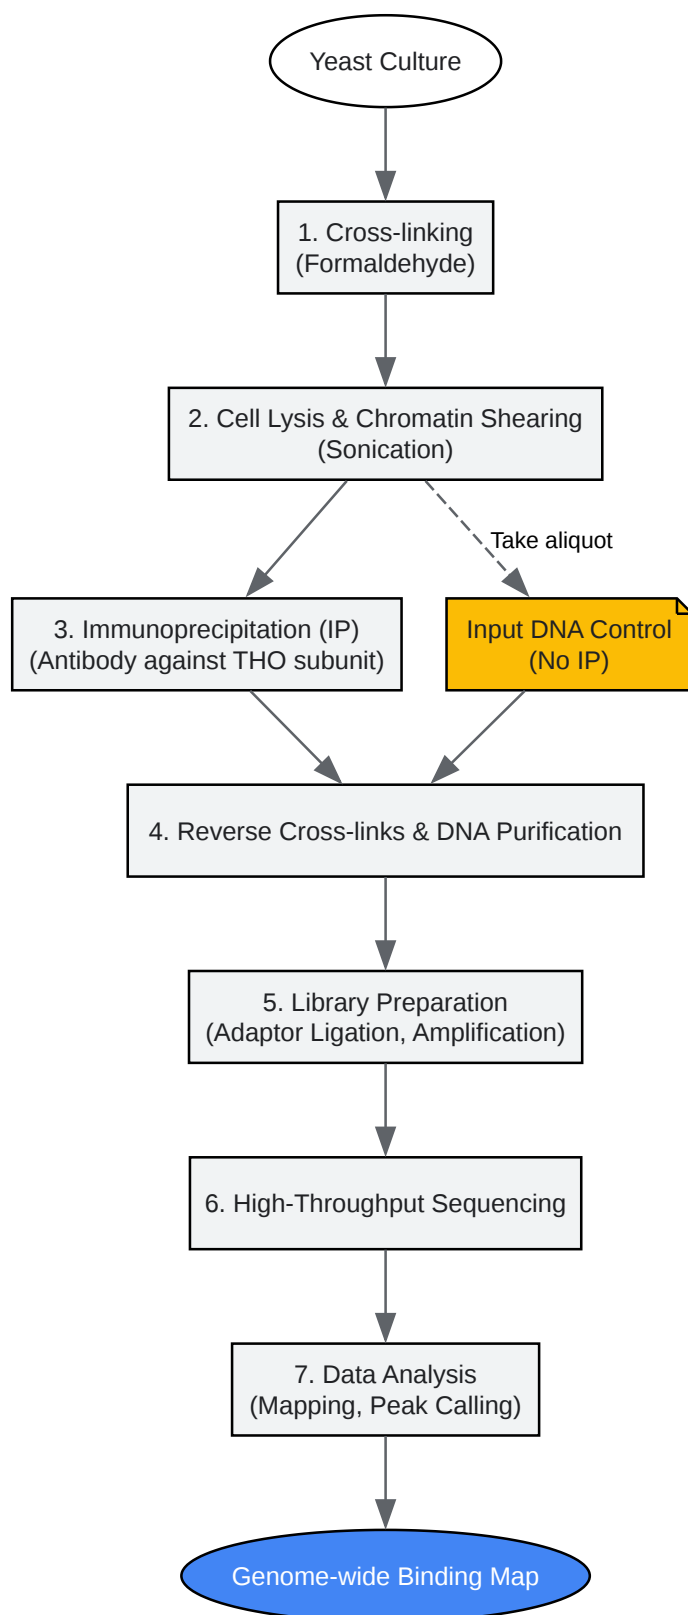 Yeast Culture
1. Cross-linking
(Formaldehyde)
2. Cell Lysis & Chromatin Shearing
(Sonication)
Take aliquot
3. Immunoprecipitation (IP)
(Antibody against THO subunit)
Input DNA Control
(No IP)
4. Reverse Cross-links & DNA Purification
5. Library Preparation
(Adaptor Ligation, Amplification)
6. High-Throughput Sequencing
7. Data Analysis
(Mapping, Peak Calling)
Genome-wide Binding Map